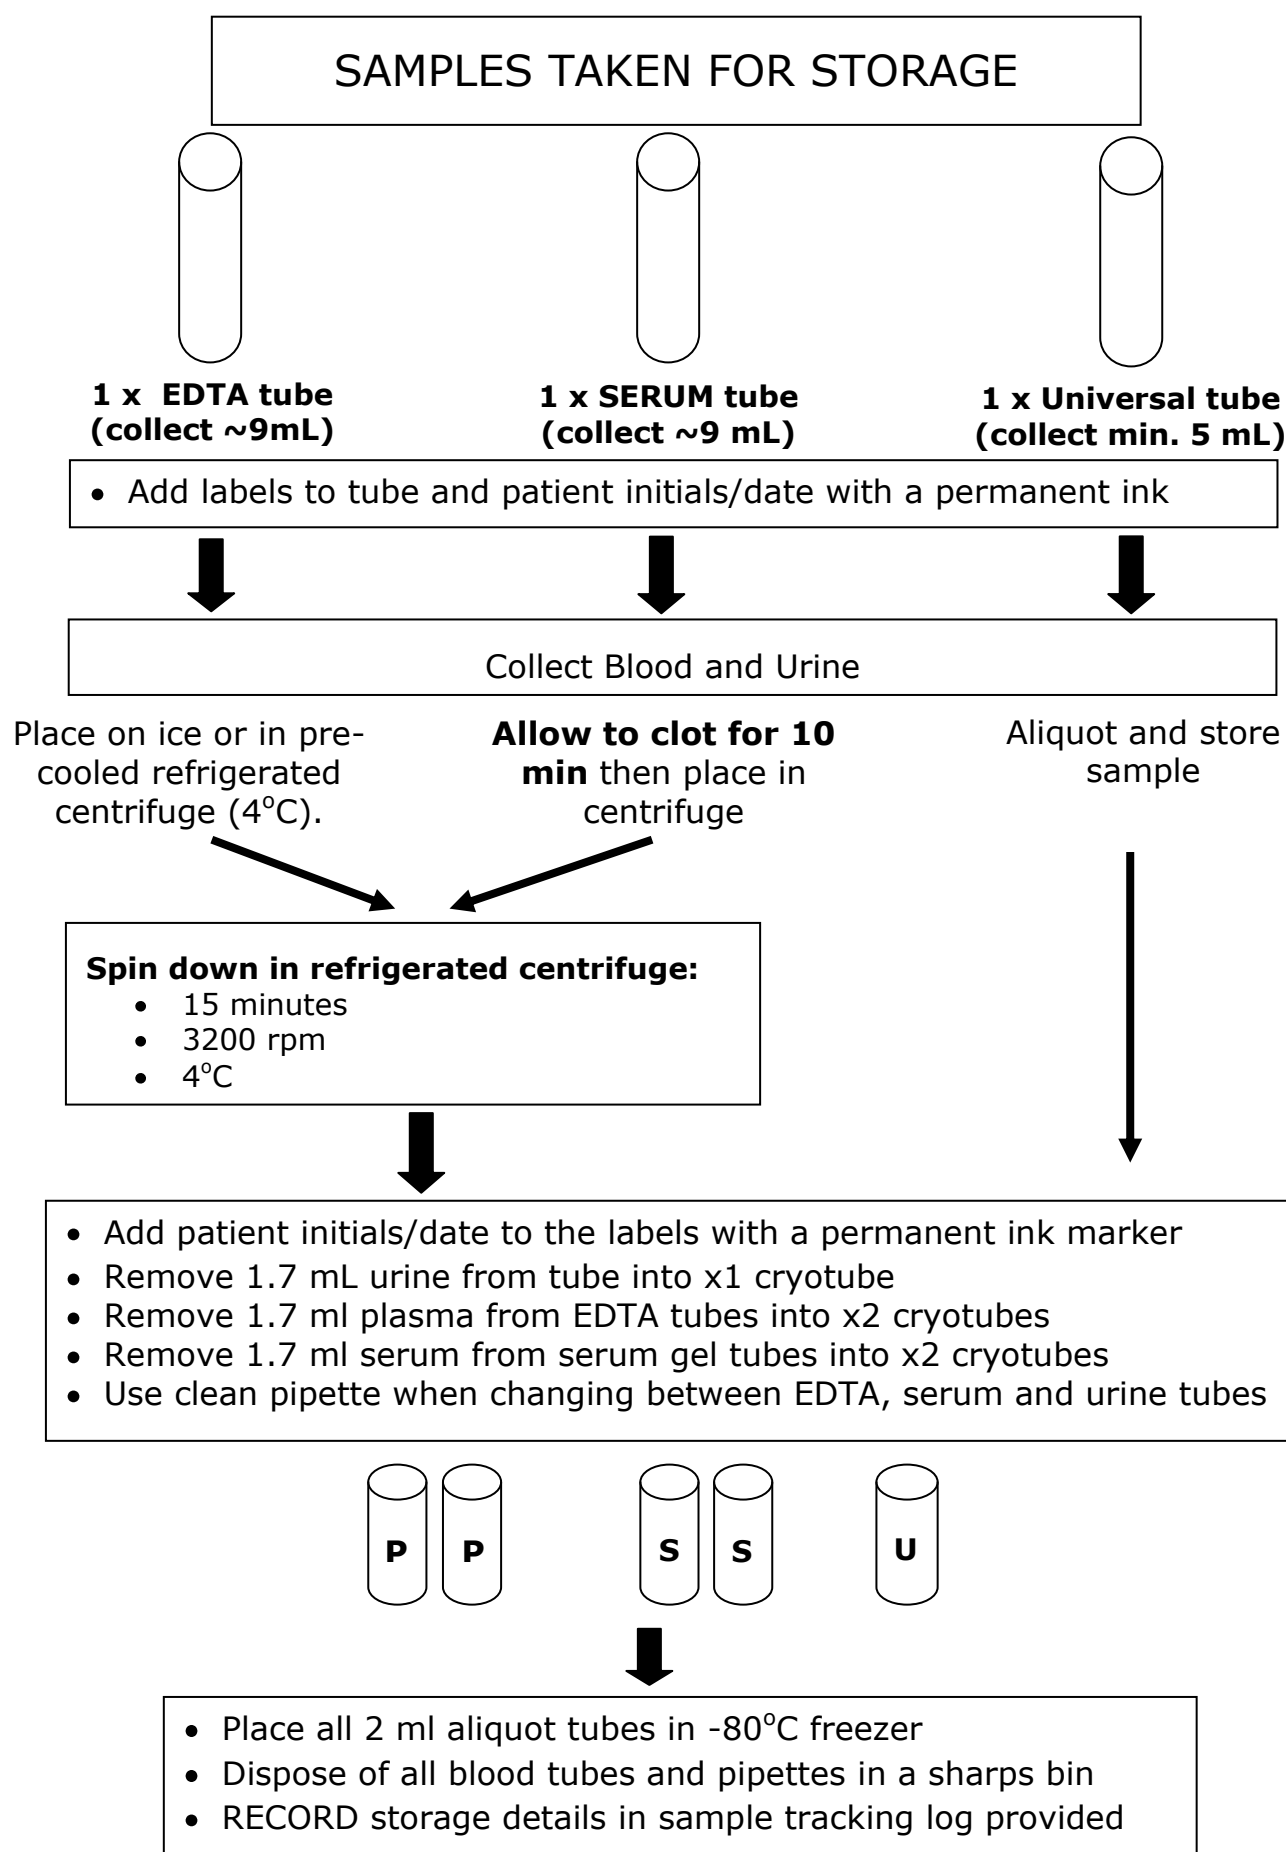 SAMPLES TAKEN FOR STORAGE
1 x  EDTA tube
(collect ~9mL)
1 x SERUM tube
(collect ~9 mL)
1 x Universal tube
(collect min. 5 mL)
• Add labels to tube and patient initials/date with a permanent ink
Collect Blood and Urine
Place on ice or in pre-
cooled refrigerated
centrifuge (4°C).
Allow to clot for 10
min then place in
centrifuge
Aliquot and store
sample
Spin down in refrigerated centrifuge:
• 15 minutes
• 3200 rpm
• 4°C
• Add patient initials/date to the labels with a permanent ink marker
• Remove 1.7 mL urine from tube into x1 cryotube
• Remove 1.7 ml plasma from EDTA tubes into x2 cryotubes
• Remove 1.7 ml serum from serum gel tubes into x2 cryotubes
• Use clean pipette when changing between EDTA, serum and urine tubes
P P S S U
• Place all 2 ml aliquot tubes in -80°C freezer
• Dispose of all blood tubes and pipettes in a sharps bin
• RECORD storage details in sample tracking log provided